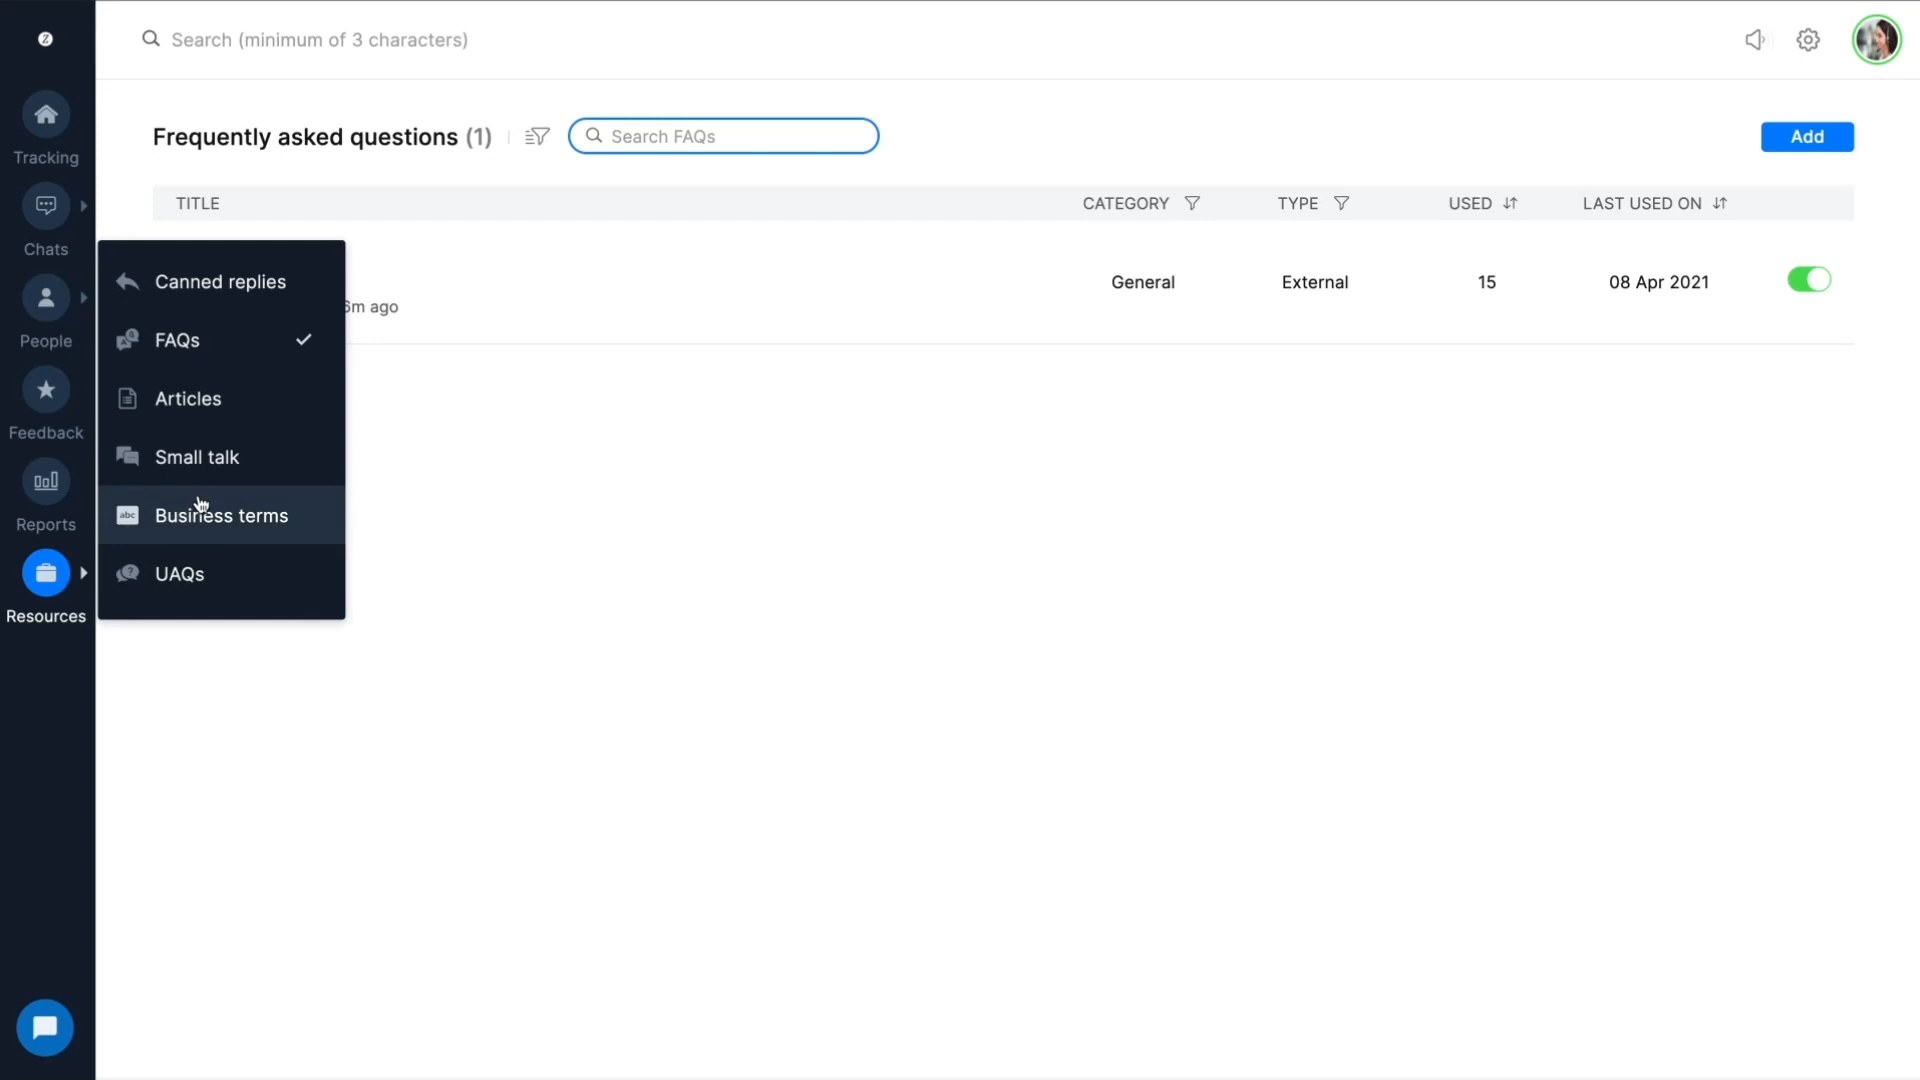 Search (minimum of 3 characters)
Frequently asked questions (1)
Search FAQs
Add
TITLE
CATEGORY
TYPE
USED
LAST USED ON
General
External
15
08 Apr 2021
6m ago
Tracking
Chats
People
Feedback
Reports
Resources
Canned replies
FAQs
Articles
Small talk
abc
Business terms
UAQs